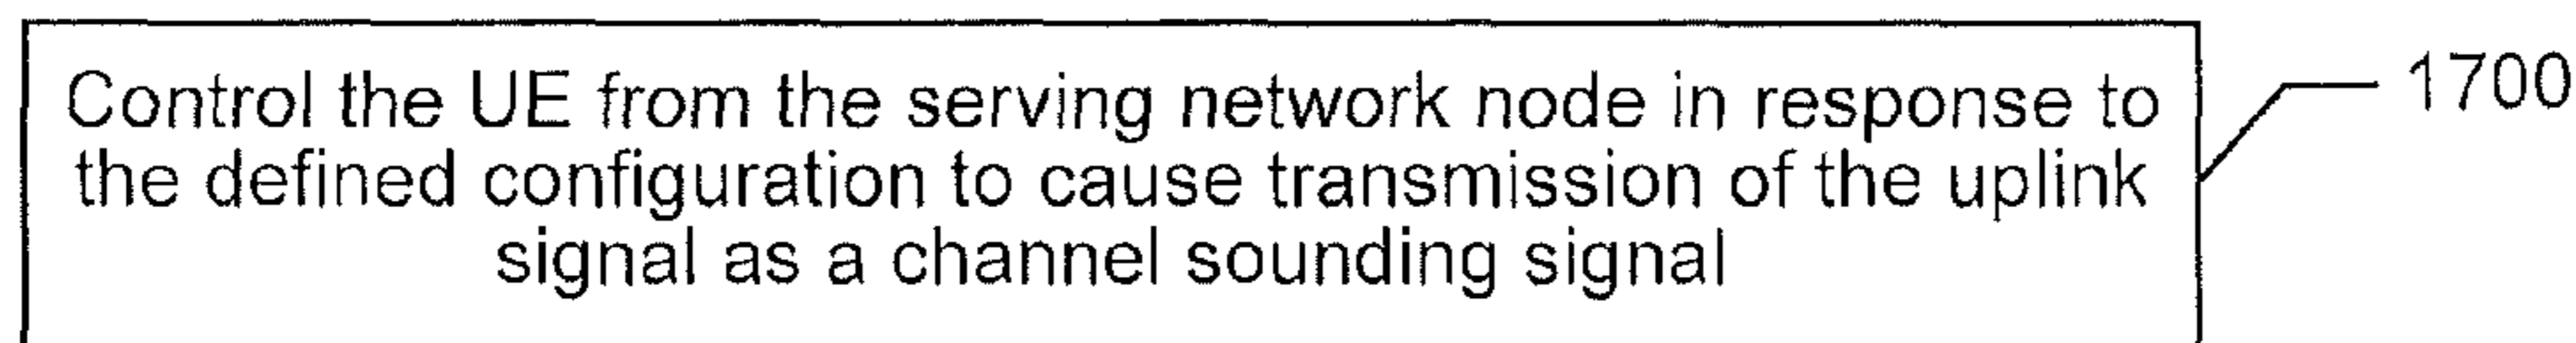 Control the UE from the serving network node in response to
the defined configuration to cause transmission of the uplink
signal as a channel sounding signal
1700